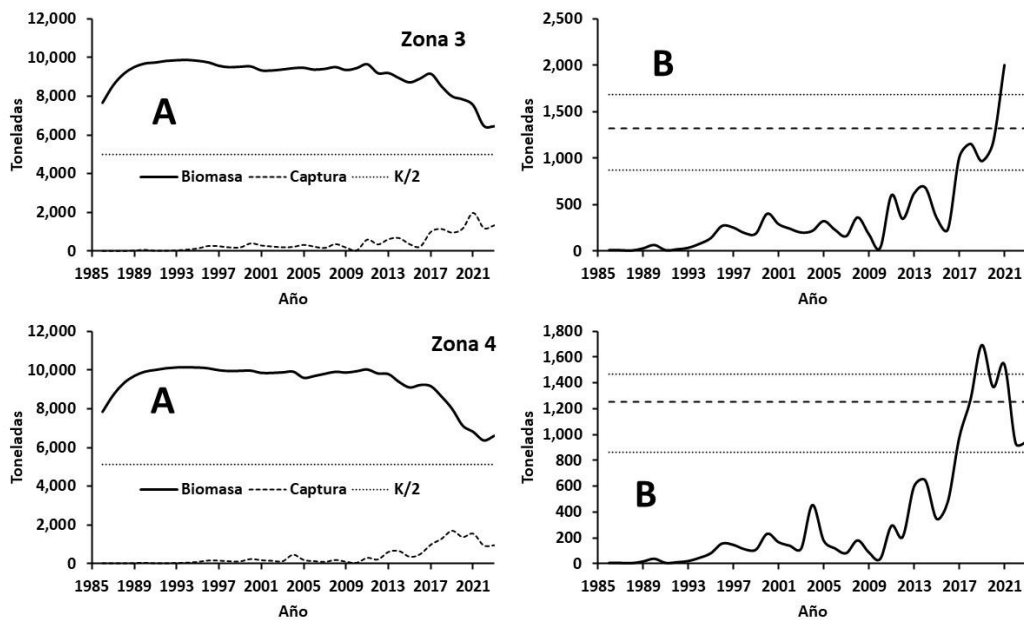 Zona 3
A
Toneladas
12,000
10,000
8,000
6,000
4,000
2,000
0
Biomasa Captura K/2
1985 1989 1993 1997 2001 2005 2009 2013 2017 2021
Año
B
Toneladas
2,500
2,000
1,500
1,000
500
0
1985 1989 1993 1997 2001 2005 2009 2013 2017 2021
Año
Zona 4
A
Toneladas
12,000
10,000
8,000
6,000
4,000
2,000
0
Biomasa Captura K/2
1985 1989 1993 1997 2001 2005 2009 2013 2017 2021
Año
B
Toneladas
1,800
1,600
1,400
1,200
1,000
800
600
400
200
0
1985 1989 1993 1997 2001 2005 2009 2013 2017 2021
Año